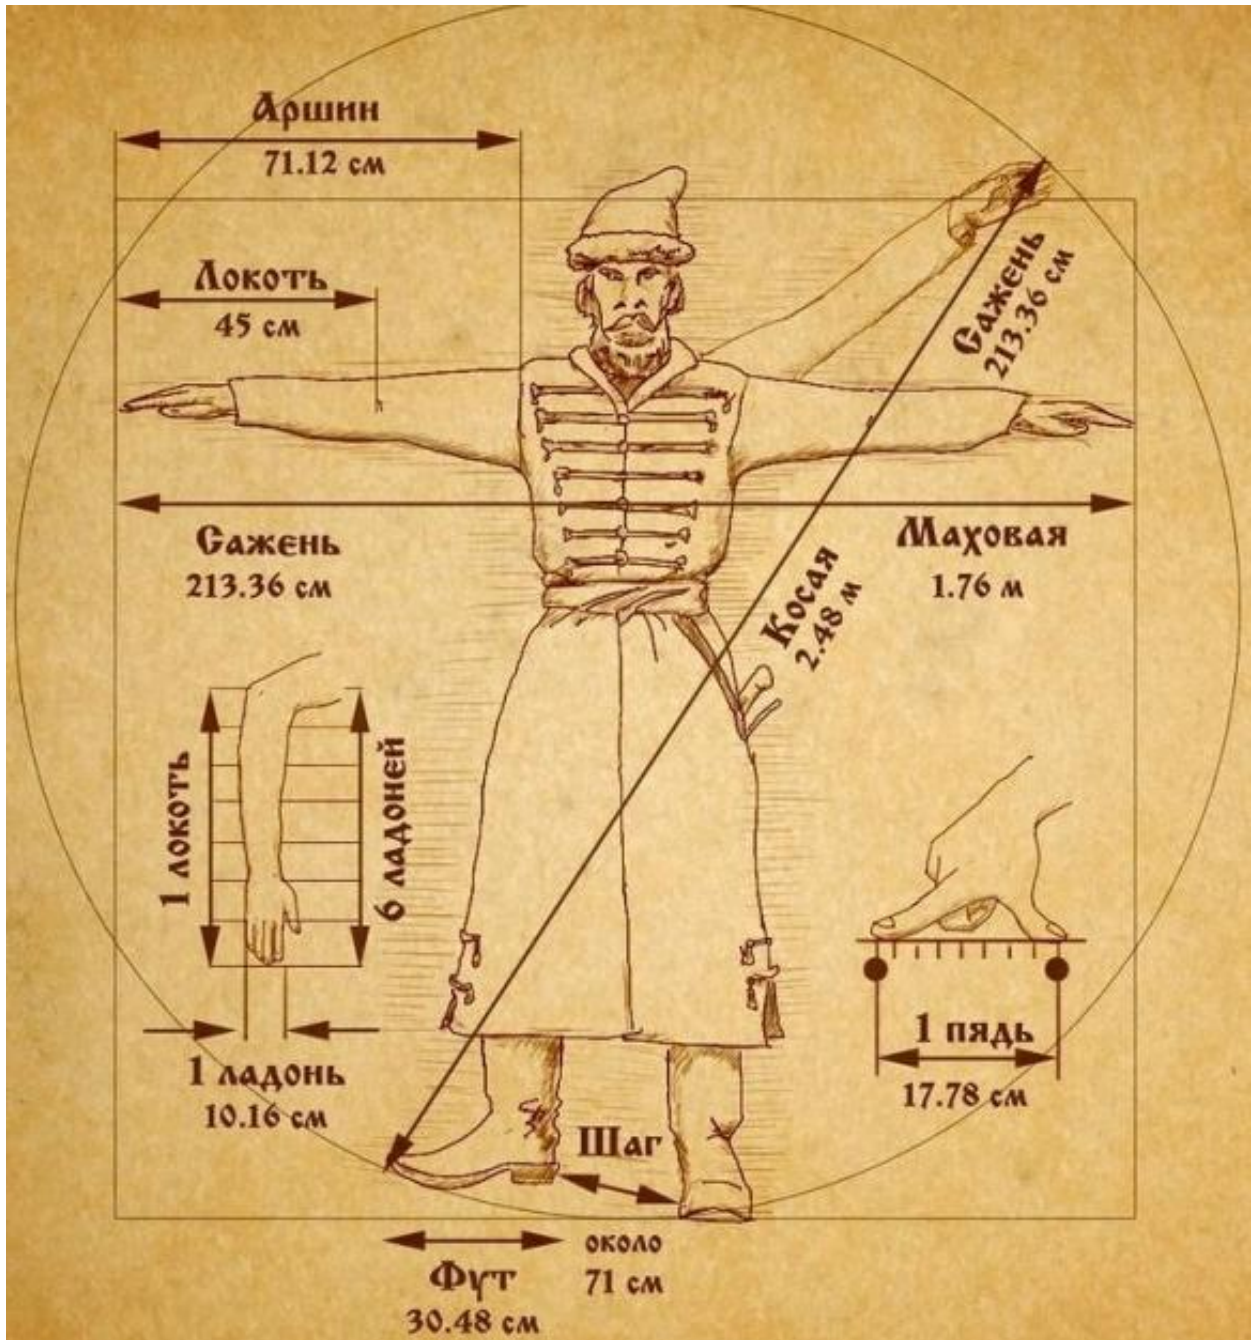 Аршин
71.12 см
Локоть
45 см
Сажень
213.36 см
Сажень
213.36 см
Маховая
1.76 м
Косая
2.48 м
1 локоть
6 ладоней
1 ладонь
10.16 см
1 пядь
17.78 см
Шаг
около
71 см
Фут
30.48 см